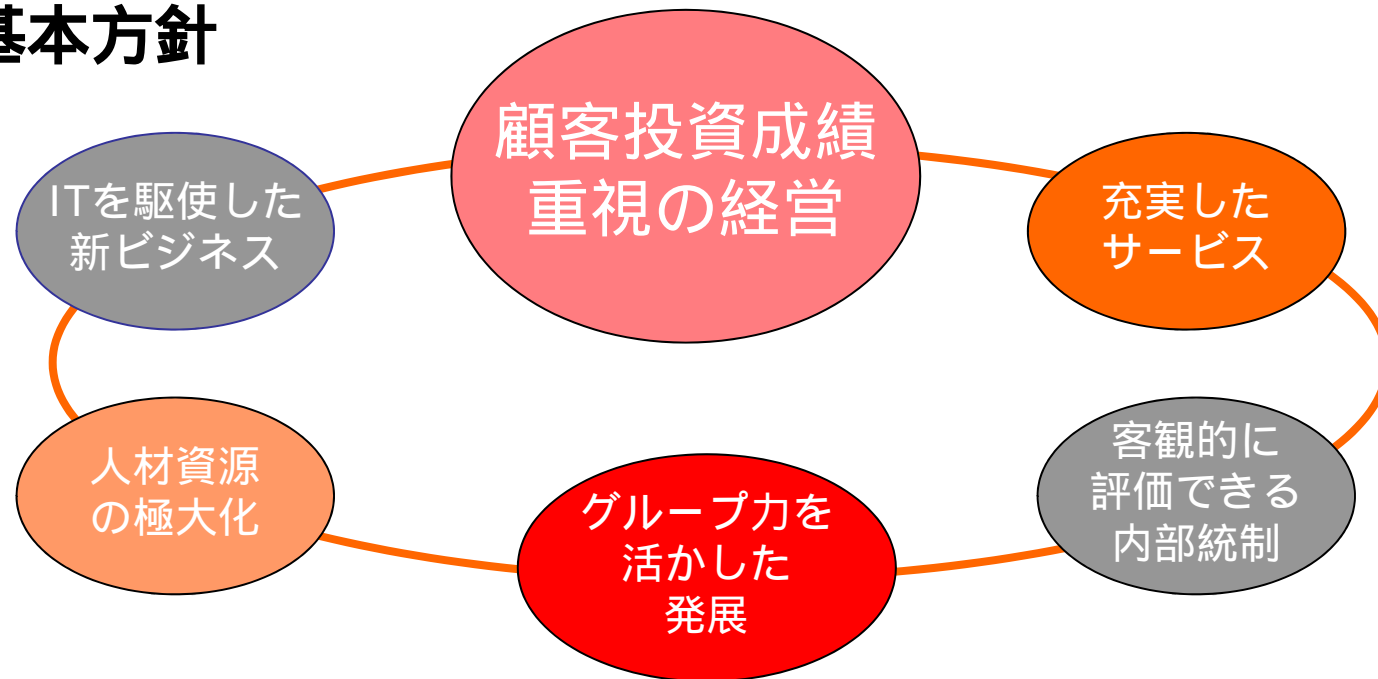 基本方針
顧客投資成績
重視の経営
ITを駆使した
新ビジネス
充実した
サービス
人材資源
の極大化
グループ力を
活かした
発展
客観的に
評価できる
内部統制